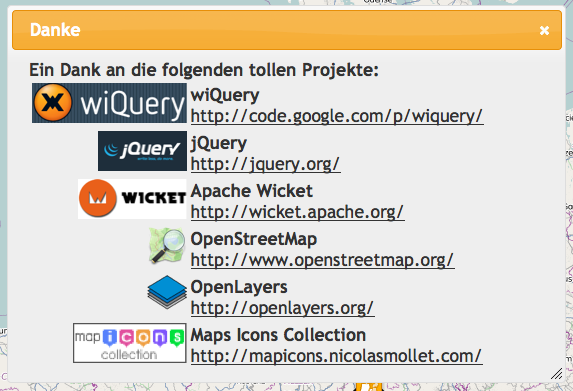 Danke
Ein Dank an die folgenden tollen Projekte:
wiQuery
wiQuery
http://code.google.com/p/wiquery/
jQuery
jQuery
http://jquery.org/
WICKET
Apache Wicket
http://wicket.apache.org/
OpenStreetMap
http://www.openstreetmap.org/
OpenLayers
http://openlayers.org/
map icons
collection
Maps Icons Collection
http://mapicons.nicolasmollet.com/